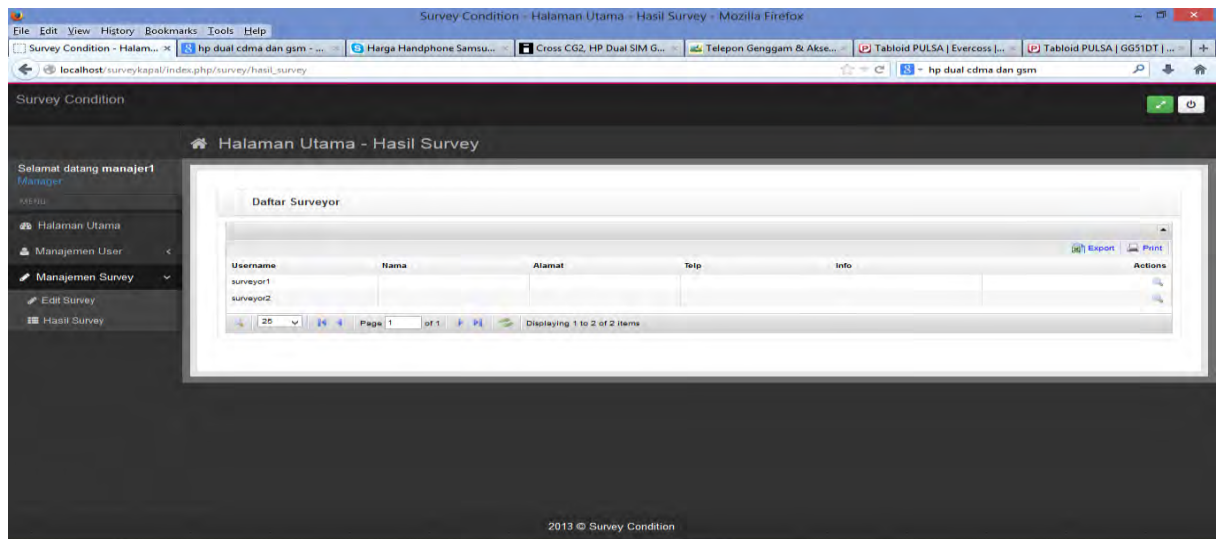 Survey Condition - Halaman Utama - Hasil Survey - Mozilla Firefox
File Edit View History Bookmarks Tools Help
Survey Condition - Halam... × hp dual cdma dan gsm - ... × Harga Handphone Samsu... × Cross CG2, HP Dual SIM G... × Telepon Genggam & Akse... × Tabloid PULSA | Evercoss |... × Tabloid PULSA | GG51DT | ... × +
localhost/surveykapal/index.php/survey/hasil_survey hp dual cdma dan gsm
Survey Condition
Halaman Utama - Hasil Survey
Selamat datang manajer1
Manager
MENU
Halaman Utama
Manajemen User
Manajemen Survey
Edit Survey
Hasil Survey
Daftar Surveyor
Export Print
Username Nama Alamat Telp Info Actions
surveyor1
surveyor2
25 Page 1 of 1 Displaying 1 to 2 of 2 items
2013 © Survey Condition